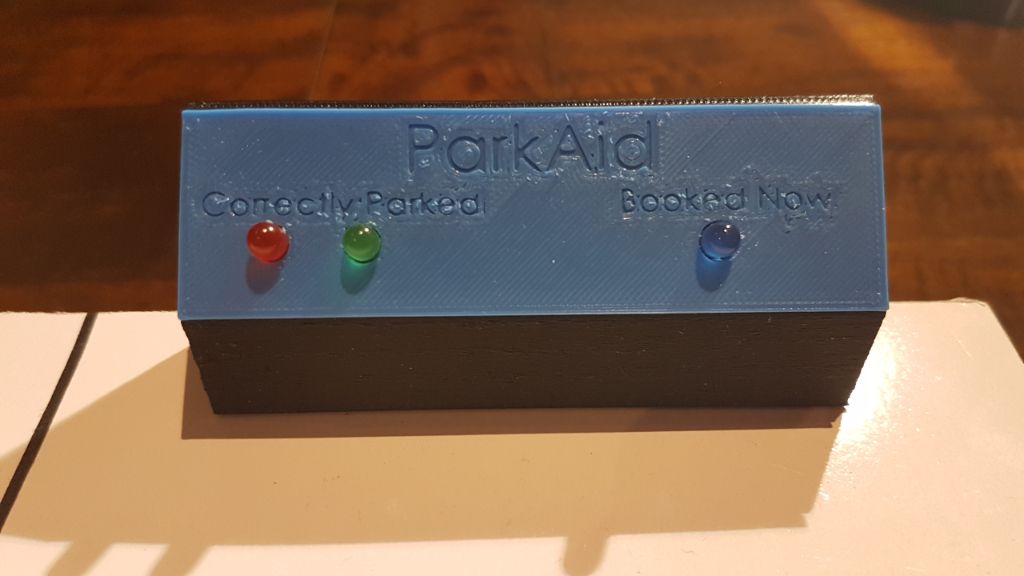 ParkAid
Correctly Parked
Booked Now